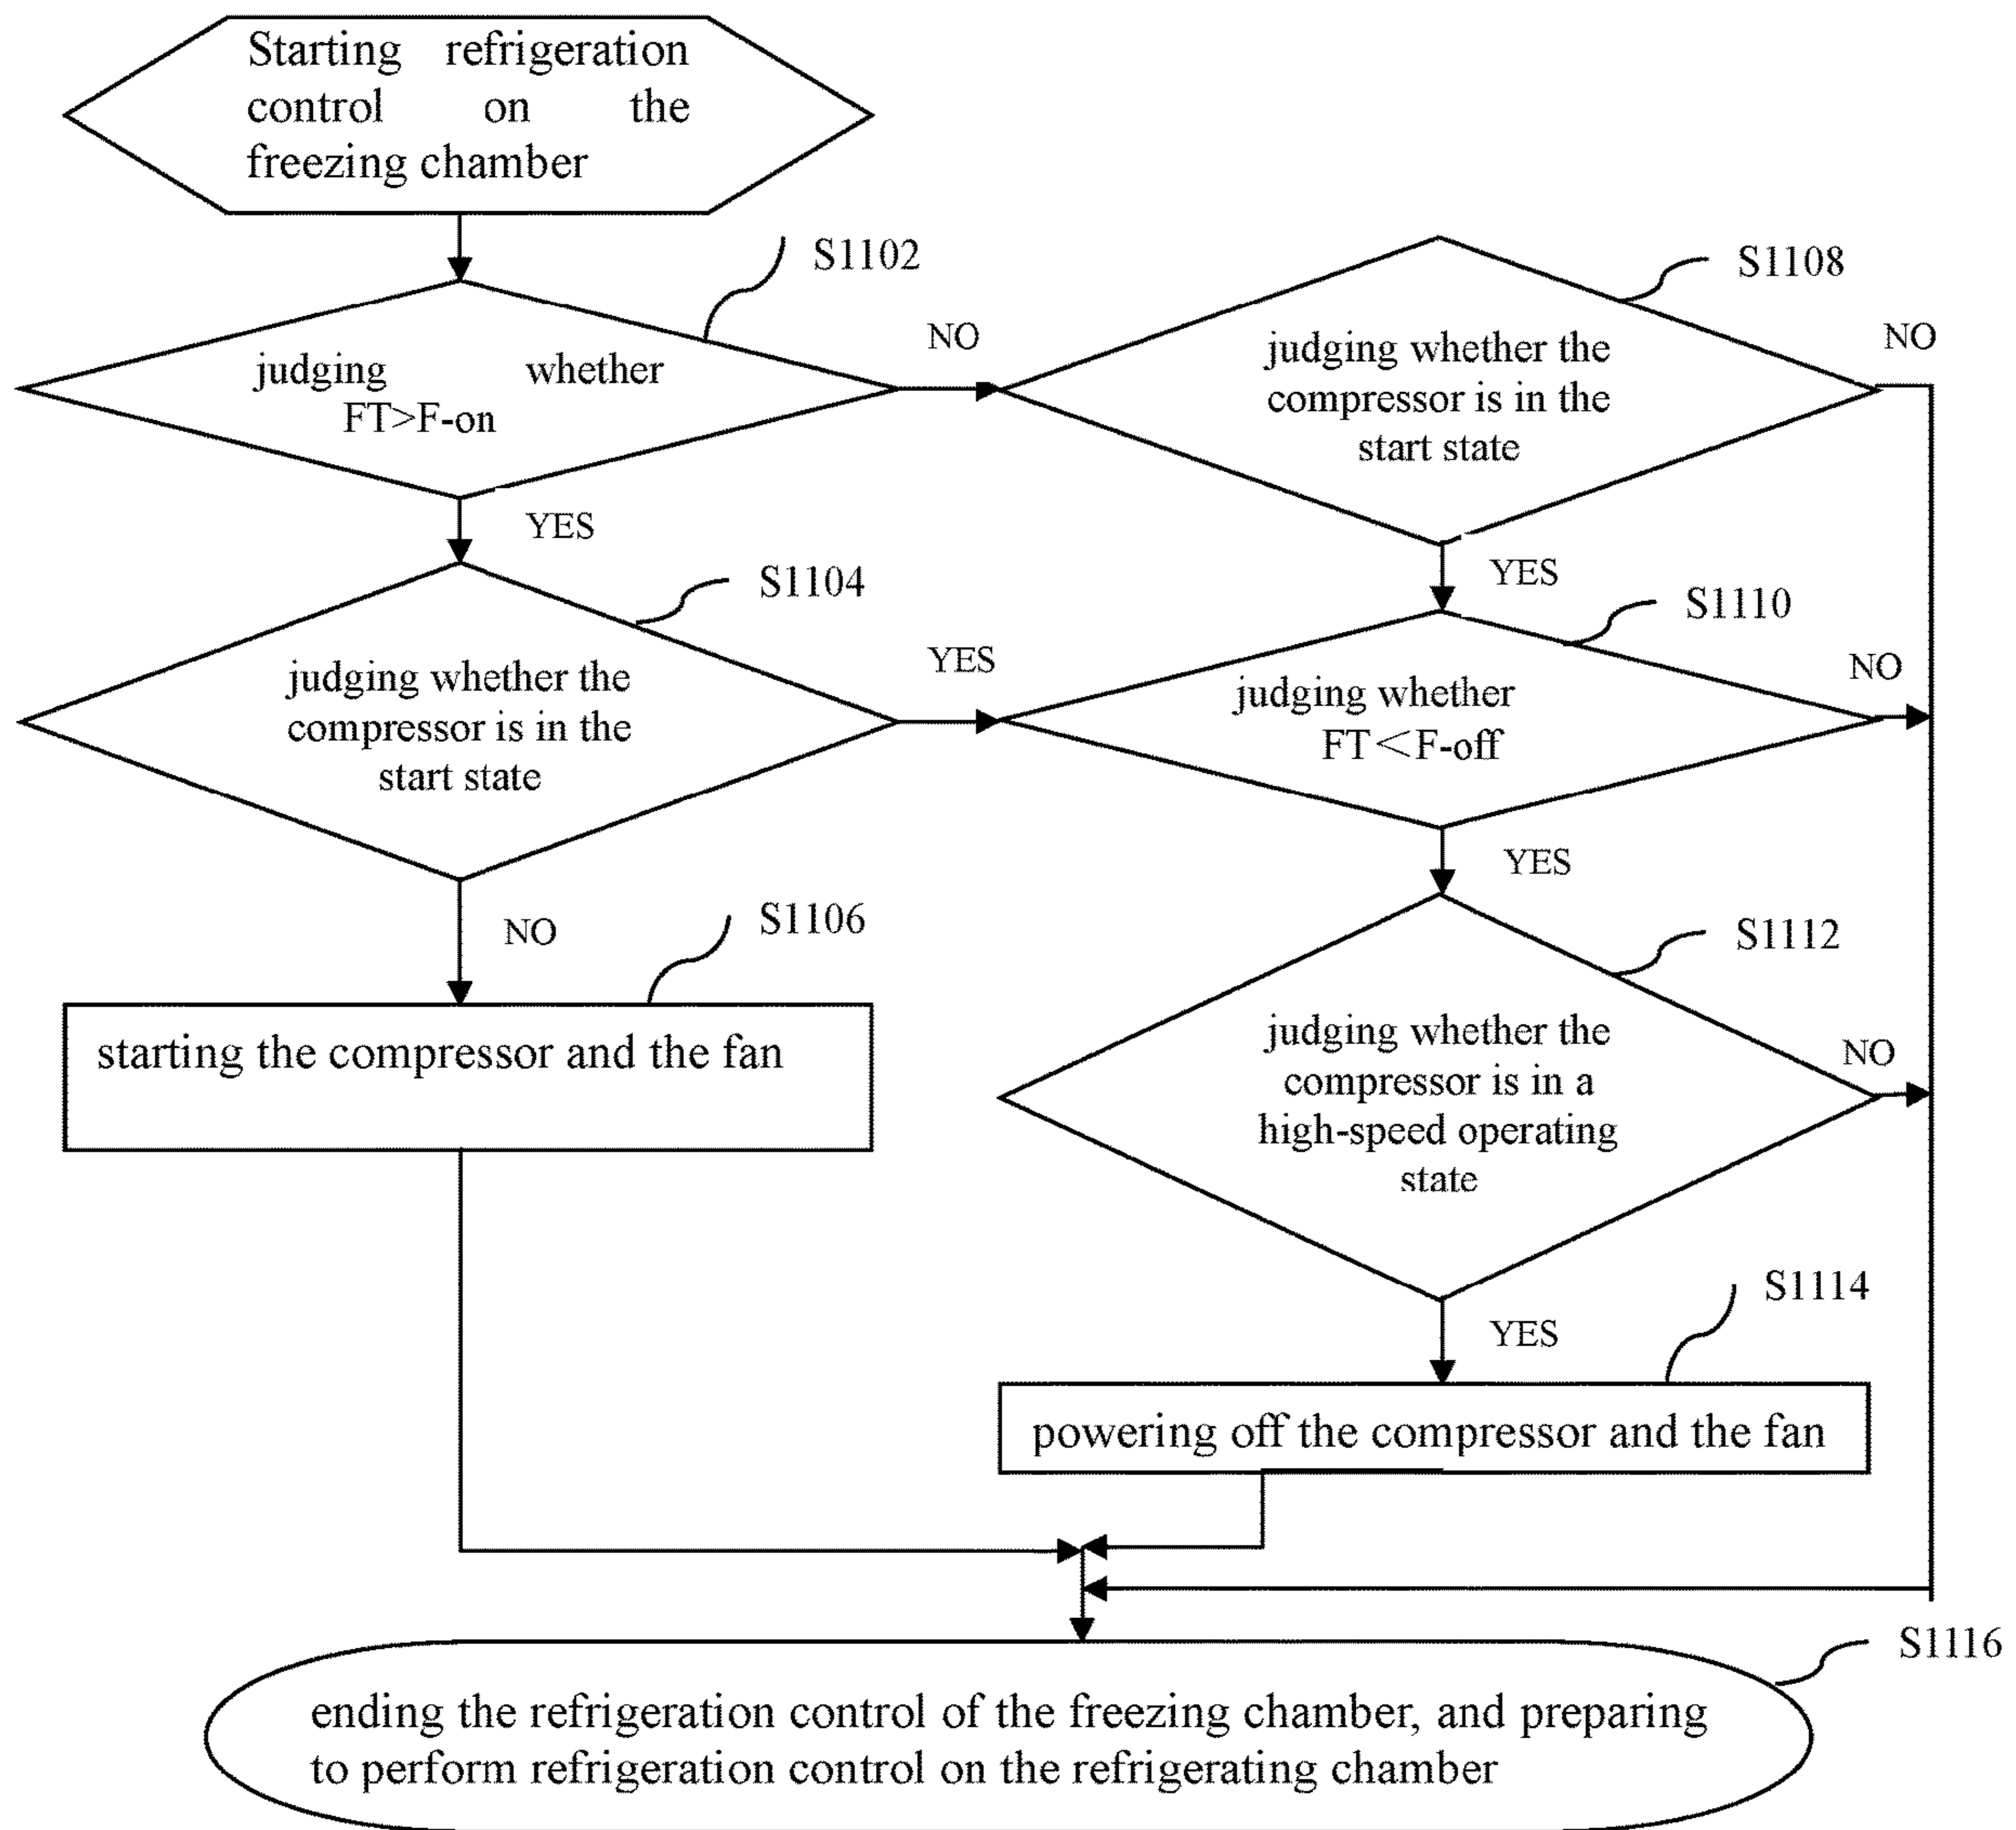 Starting refrigeration
control on the
freezing chamber
S1102
judging whether
FT>F-on
NO
S1108
judging whether the
compressor is in the
start state
NO
YES
YES
S1104
judging whether the
compressor is in the
start state
YES
S1110
judging whether
FT<F-off
NO
NO
YES
S1106
starting the compressor and the fan
S1112
judging whether the
compressor is in a
high-speed operating
state
NO
YES
S1114
powering off the compressor and the fan
S1116
ending the refrigeration control of the freezing chamber, and preparing
to perform refrigeration control on the refrigerating chamber